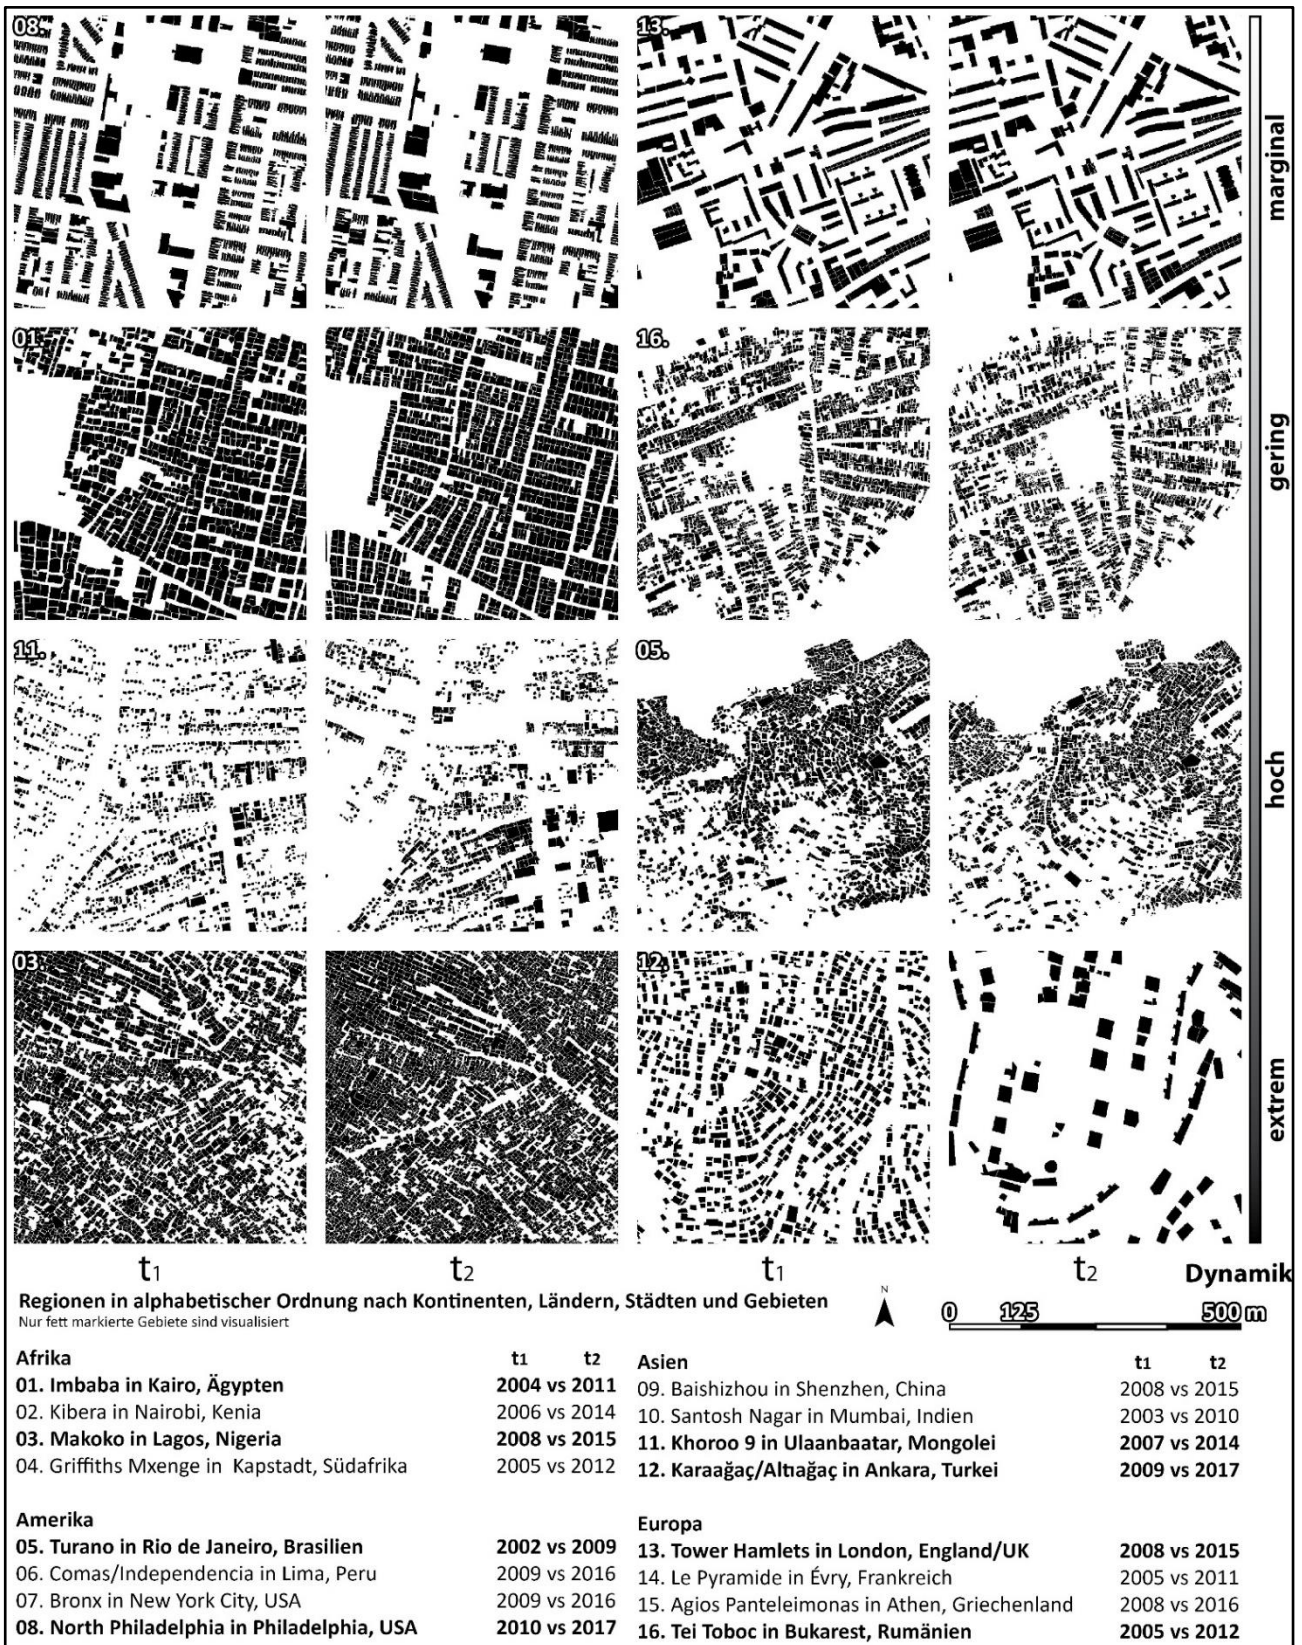 08.
13.
marginal
01.
16.
gering
11.
05.
hoch
03.
12.
extrem
t1
t2
t1
t2
Dynamik
Regionen in alphabetischer Ordnung nach Kontinenten, Ländern, Städten und Gebieten
Nur fett markierte Gebiete sind visualisiert
N
0 125 500 m
Afrika t1 t2
01. Imbaba in Kairo, Ägypten 2004 vs 2011
02. Kibera in Nairobi, Kenia 2006 vs 2014
03. Makoko in Lagos, Nigeria 2008 vs 2015
04. Griffiths Mxenge in Kapstadt, Südafrika 2005 vs 2012
Amerika
05. Turano in Rio de Janeiro, Brasilien 2002 vs 2009
06. Comas/Independencia in Lima, Peru 2009 vs 2016
07. Bronx in New York City, USA 2009 vs 2016
08. North Philadelphia in Philadelphia, USA 2010 vs 2017
Asien t1 t2
09. Baishizhou in Shenzhen, China 2008 vs 2015
10. Santosh Nagar in Mumbai, Indien 2003 vs 2010
11. Khoroo 9 in Ulaanbaatar, Mongolei 2007 vs 2014
12. Karaağaç/Altıağaç in Ankara, Turkei 2009 vs 2017
Europa
13. Tower Hamlets in London, England/UK 2008 vs 2015
14. Le Pyramide in Évry, Frankreich 2005 vs 2011
15. Agios Panteleimonas in Athen, Griechenland 2008 vs 2016
16. Tei Toboc in Bukarest, Rumänien 2005 vs 2012